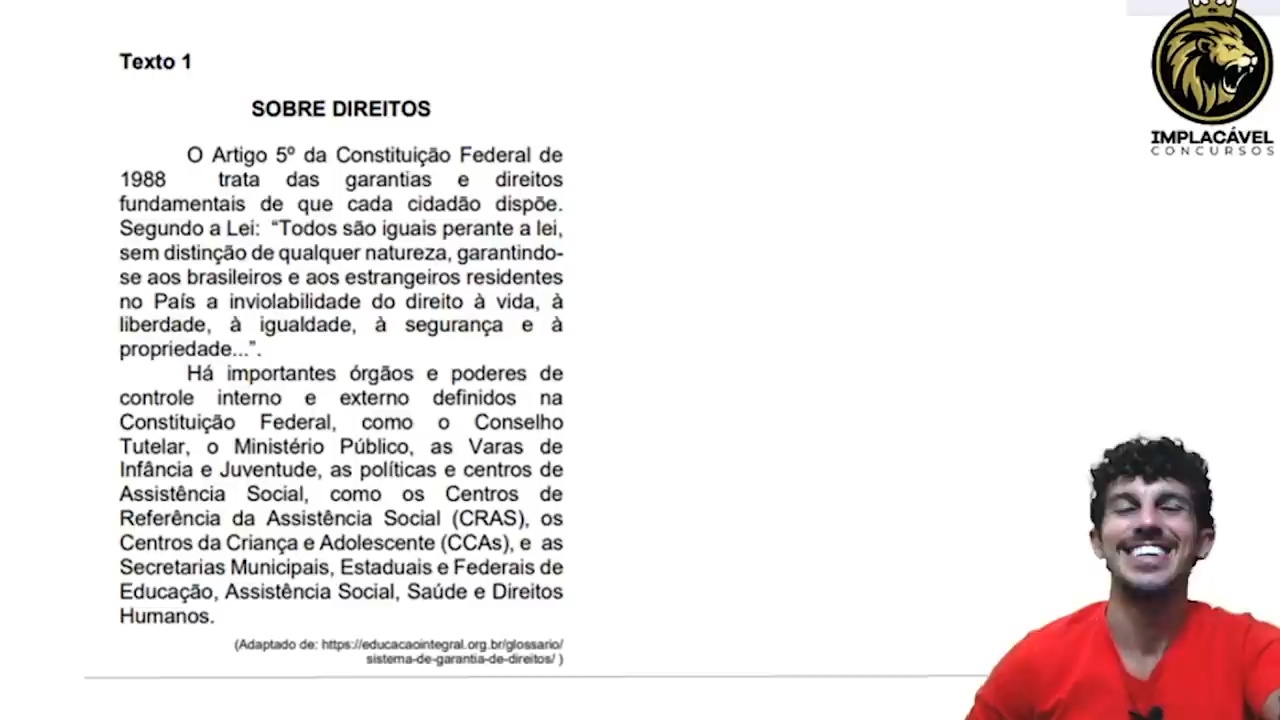 Texto 1
SOBRE DIREITOS
O Artigo 5º da Constituição Federal de
1988 trata das garantias e direitos
fundamentais de que cada cidadão dispõe.
Segundo a Lei: “Todos são iguais perante a lei,
sem distinção de qualquer natureza, garantindo-
se aos brasileiros e aos estrangeiros residentes
no País a inviolabilidade do direito à vida, à
liberdade, à igualdade, à segurança e à
propriedade...”.
Há importantes órgãos e poderes de
controle interno e externo definidos na
Constituição Federal, como o Conselho
Tutelar, o Ministério Público, as Varas de
Infância e Juventude, as políticas e centros de
Assistência Social, como os Centros de
Referência da Assistência Social (CRAS), os
Centros da Criança e Adolescente (CCAs), e as
Secretarias Municipais, Estaduais e Federais de
Educação, Assistência Social, Saúde e Direitos
Humanos.
(Adaptado de: https://educacaointegral.org.br/glossario/
sistema-de-garantia-de-direitos/ )
IMPLACÁVEL
CONCURSOS